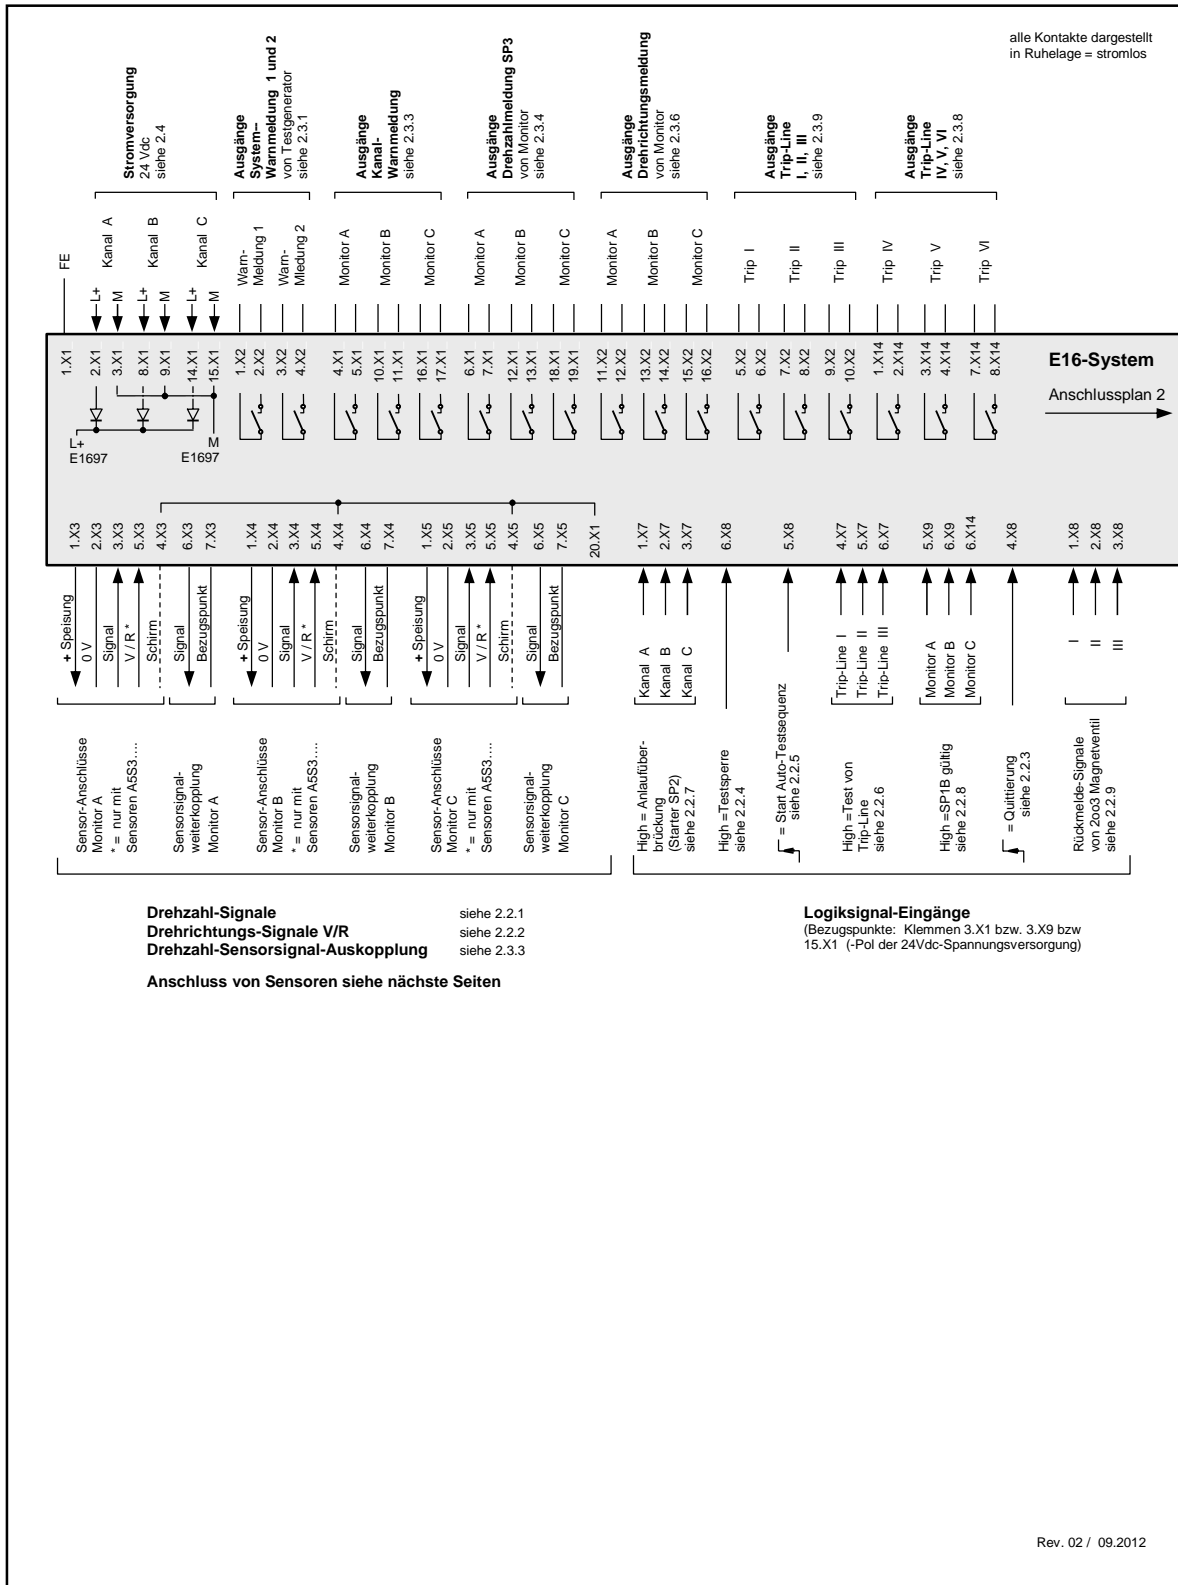 alle Kontakte dargestellt
in Ruhelage = stromlos
Stromversorgung
24 Vdc
siehe 2.4
Ausgänge
System--
Warnmeldung 1 und 2
von Testgenerator
siehe 2.3.1
Ausgänge
Kanal-
Warnmeldung
siehe 2.3.3
Ausgänge
Drehzahlmeldung SP3
von Monitor
siehe 2.3.4
Ausgänge
Drehrichtungsmeldung
von Monitor
siehe 2.3.6
Ausgänge
Trip-Line
I, II, III
siehe 2.3.9
Ausgänge
Trip-Line
IV, V, VI
siehe 2.3.8
FE
L+
Kanal A
M
L+
Kanal B
M
L+
Kanal C
M
Warn-
Meldung 1
Warn-
Mledung 2
Monitor A
Monitor B
Monitor C
Monitor A
Monitor B
Monitor C
Monitor A
Monitor B
Monitor C
Trip I
Trip II
Trip III
Trip IV
Trip V
Trip VI
1.X1
2.X1
3.X1
8.X1
9.X1
14.X1
15.X1
1.X2
2.X2
3.X2
4.X2
4.X1
5.X1
10.X1
11.X1
16.X1
17.X1
6.X1
7.X1
12.X1
13.X1
18.X1
19.X1
11.X2
12.X2
13.X2
14.X2
15.X2
16.X2
5.X2
6.X2
7.X2
8.X2
9.X2
10.X2
1.X14
2.X14
3.X14
4.X14
7.X14
8.X14
E16-System
Anschlussplan 2
L+
E1697
M
E1697
1.X3
2.X3
3.X3
5.X3
4.X3
6.X3
7.X3
1.X4
2.X4
3.X4
5.X4
4.X4
6.X4
7.X4
1.X5
2.X5
3.X5
5.X5
4.X5
6.X5
7.X5
20.X1
1.X7
2.X7
3.X7
6.X8
5.X8
4.X7
5.X7
6.X7
5.X9
6.X9
6.X14
4.X8
1.X8
2.X8
3.X8
+ Speisung
0 V
Signal
V / R *
Schirm
Signal
Bezugspunkt
+ Speisung
0 V
Signal
V / R *
Schirm
Signal
Bezugspunkt
+ Speisung
0 V
Signal
V / R *
Schirm
Signal
Bezugspunkt
Kanal A
Kanal B
Kanal C
Trip-Line I
Trip-Line II
Trip-Line III
Monitor A
Monitor B
Monitor C
I
II
III
Sensor-Anschlüsse
Monitor A
* = nur mit
Sensoren A5S3....
Sensorsignal-
weiterkopplung
Monitor A
Sensor-Anschlüsse
Monitor B
* = nur mit
Sensoren A5S3....
Sensorsignal-
weiterkopplung
Monitor B
Sensor-Anschlüsse
Monitor C
* = nur mit
Sensoren A5S3....
Sensorsignal-
weiterkopplung
Monitor C
High = Anlaufüber-
brückung
(Starter SP2)
siehe 2.2.7
High =Testsperre
siehe 2.2.4
= Start Auto-Testsequenz
siehe 2.2.5
High =Test von
Trip-Line
siehe 2.2.6
High =SP1B gültig
siehe 2.2.8
= Quittierung
siehe 2.2.3
Rückmelde-Signale
von 2oo3 Magnetventil
siehe 2.2.9
Drehzahl-Signale siehe 2.2.1
Drehrichtungs-Signale V/R siehe 2.2.2
Drehzahl-Sensorsignal-Auskopplung siehe 2.3.3
Anschluss von Sensoren siehe nächste Seiten
Logiksignal-Eingänge
(Bezugspunkte: Klemmen 3.X1 bzw. 3.X9 bzw
15.X1 (-Pol der 24Vdc-Spannungsversorgung)
Rev. 02 / 09.2012